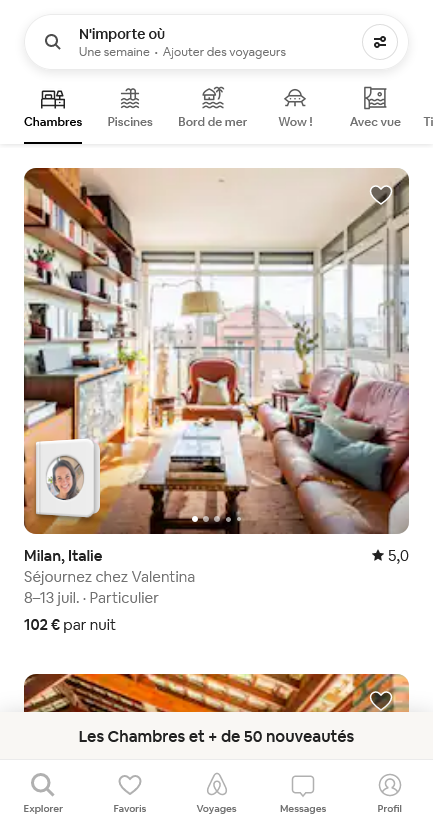 N'importe où
Une semaine · Ajouter des voyageurs
Chambres
Piscines
Bord de mer
Wow !
Avec vue
Ti
Milan, Italie
5,0
Séjournez chez Valentina
8–13 juil. · Particulier
102 € par nuit
Les Chambres et + de 50 nouveautés
Explorer
Favoris
Voyages
Messages
Profil